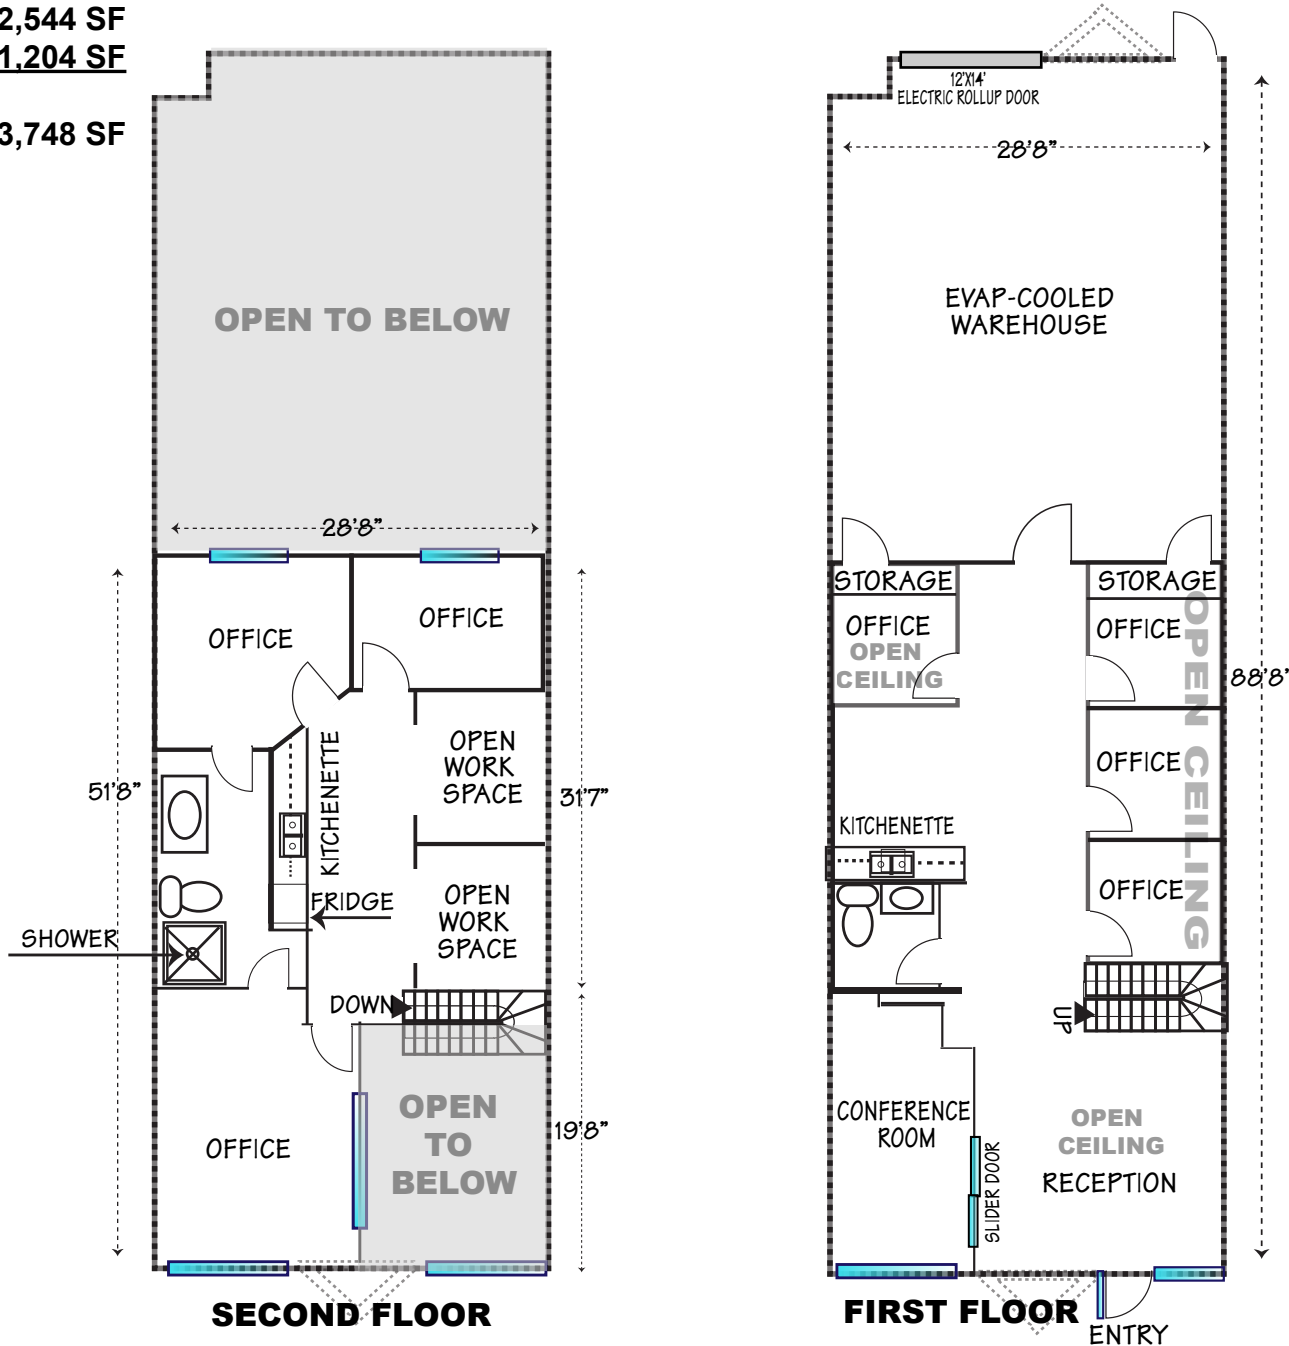 2,544 SF
1,204 SF
3,748 SF
OPEN TO BELOW
28'8"
OFFICE
OFFICE
KITCHENETTE
OPEN
WORK
SPACE
51'8"
31'7"
FRIDGE
OPEN
WORK
SPACE
SHOWER
DOWN
OPEN
TO
BELOW
19'8"
OFFICE
SECOND FLOOR
12'X14'
ELECTRIC ROLLUP DOOR
28'8"
EVAP-COOLED
WAREHOUSE
STORAGE
STORAGE
OFFICE
OPEN
CEILING
OFFICE
OPEN CEILING
88'8'
OFFICE
KITCHENETTE
OFFICE
UP
CONFERENCE
ROOM
SLIDER DOOR
OPEN
CEILING
RECEPTION
FIRST FLOOR
ENTRY